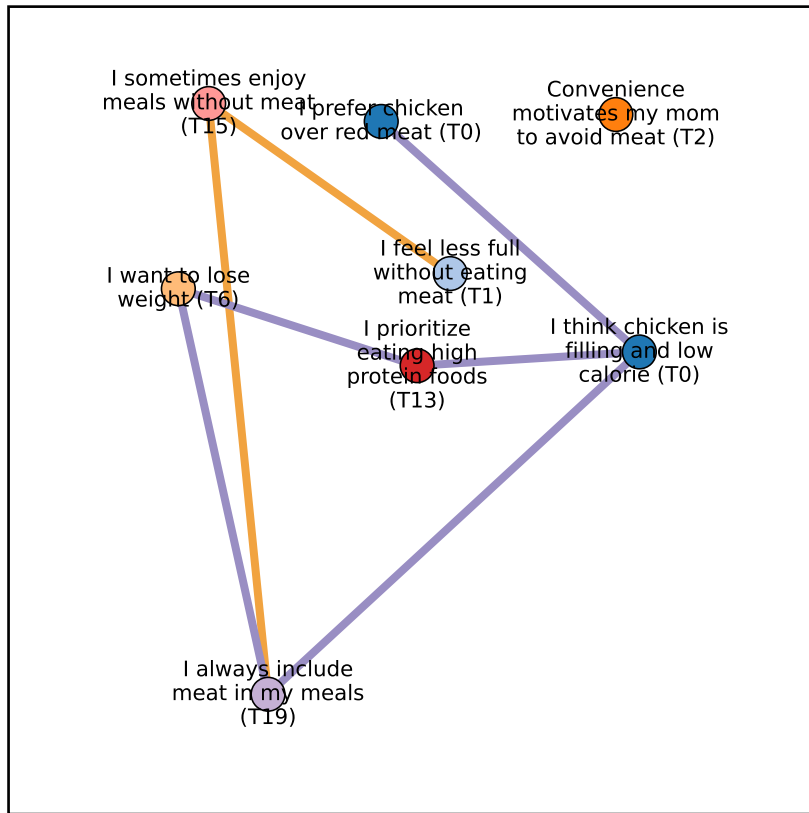 I sometimes enjoy
meals without meat
(T15)
I prefer chicken
over red meat (T0)
Convenience
motivates my mom
to avoid meat (T2)
I feel less full
without eating
meat (T1)
I want to lose
weight (T6)
I prioritize
eating high
protein foods
(T13)
I think chicken is
filling and low
calorie (T0)
I always include
meat in my meals
(T19)